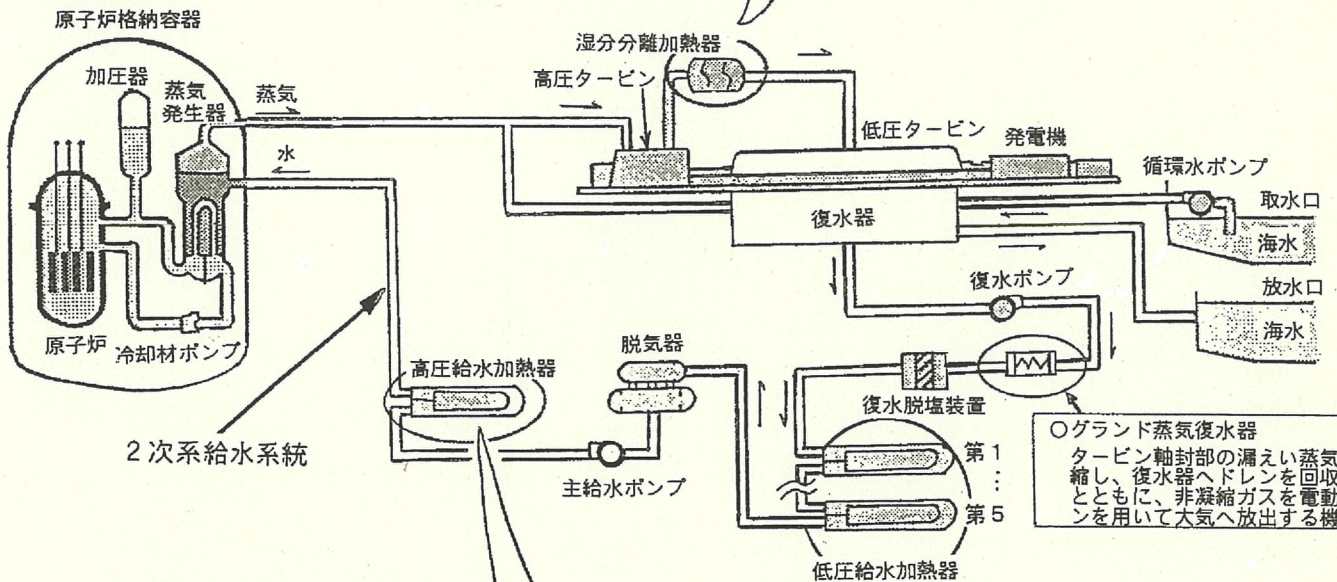 原子炉格納容器
加圧器
蒸気
発生器
蒸気
水
原子炉
冷却材ポンプ
湿分分離加熱器
高圧タービン
低圧タービン
発電機
復水器
循環水ポンプ
取水口
海水
放水口
海水
復水ポンプ
脱気器
高圧給水加熱器
復水脱塩装置
2次系給水系統
主給水ポンプ
第1
⋮
第5
低圧給水加熱器
○グランド蒸気復水器
タービン軸封部の漏えい蒸気
縮し、復水器へドレンを回収
とともに、非凝縮ガスを電動
ンを用いて大気へ放出する機